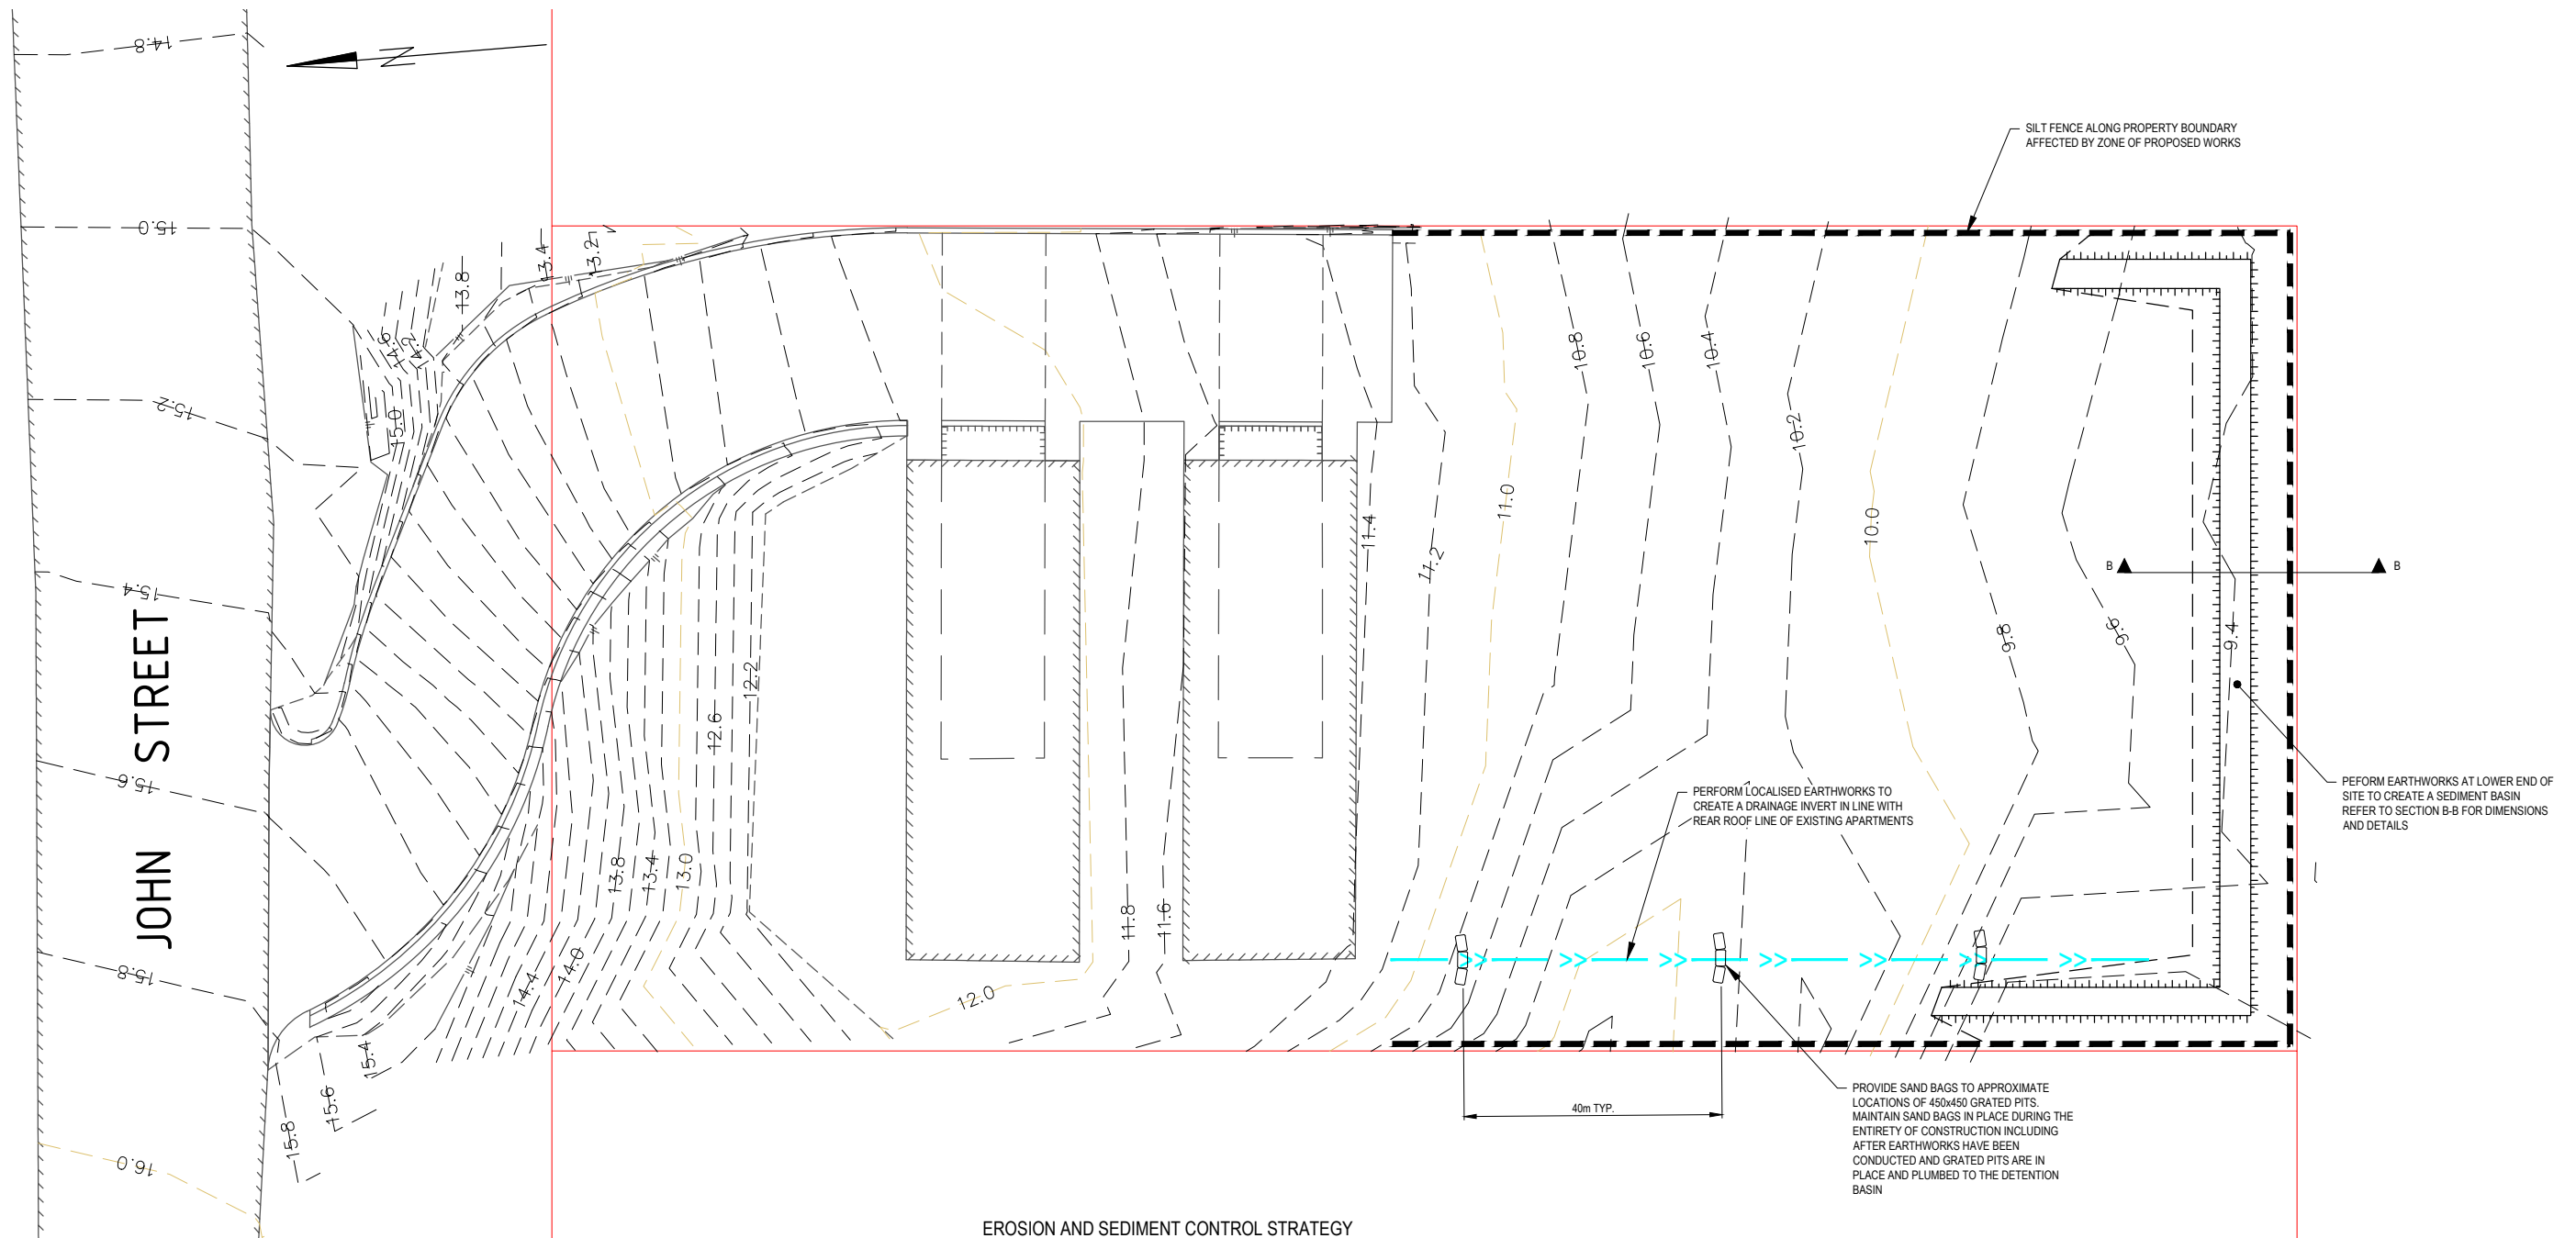 14.8
N
SILT FENCE ALONG PROPERTY BOUNDARY
AFFECTED BY ZONE OF PROPOSED WORKS
15.0
13.8
13.4
13.2
14.6
14.2
15.0
15.2
10.8
10.6
10.4
10.2
11.0
11.4
11.2
10.0
15.4
B
B
JOHN STREET
9.8
9.6
9.4
12.2
12.6
15.6
PERFORM LOCALISED EARTHWORKS TO
CREATE A DRAINAGE INVERT IN LINE WITH
REAR ROOF LINE OF EXISTING APARTMENTS
PEFORM EARTHWORKS AT LOWER END OF
SITE TO CREATE A SEDIMENT BASIN
REFER TO SECTION B-B FOR DIMENSIONS
AND DETAILS
13.8
13.4
13.0
11.8
11.6
15.8
14.4
14.0
12.0
15.4
15.6
15.8
16.0
40m TYP.
PROVIDE SAND BAGS TO APPROXIMATE
LOCATIONS OF 450x450 GRATED PITS.
MAINTAIN SAND BAGS IN PLACE DURING THE
ENTIRETY OF CONSTRUCTION INCLUDING
AFTER EARTHWORKS HAVE BEEN
CONDUCTED AND GRATED PITS ARE IN
PLACE AND PLUMBED TO THE DETENTION
BASIN
EROSION AND SEDIMENT CONTROL STRATEGY